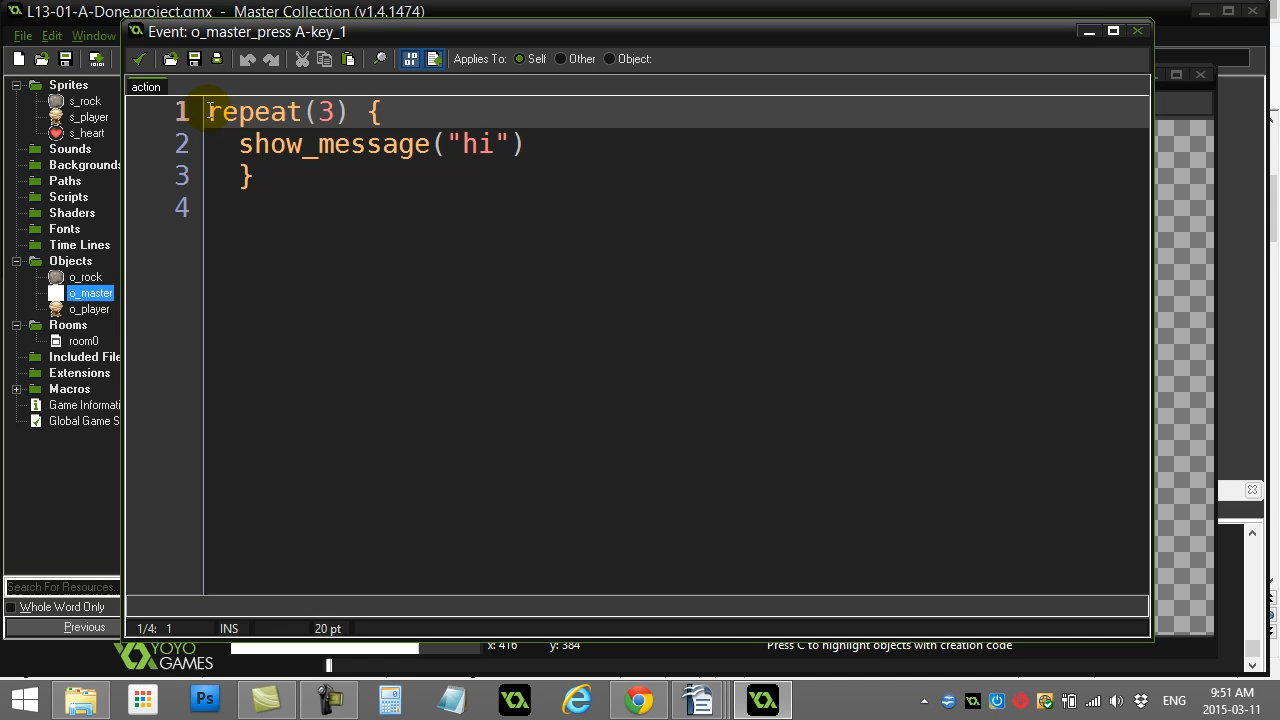 L13-01-A-Done.project.gmx - Master Collection (v1.4.1474)
File Edit Window
Event: o_master_press A-key_1
Applies To: Self Other Object:
action
1 repeat(3) {
2 show_message("hi")
3 }
4
Sprites
s_rock
s_player
s_heart
Sounds
Backgrounds
Paths
Scripts
Shaders
Fonts
Time Lines
Objects
o_rock
o_master
o_player
Rooms
room0
Included File
Extensions
Macros
Game Informati
Global Game S
Search For Resources...
Whole Word Only
Previous
1/4: 1 INS 20 pt
YOYO
GAMES
x: 416 y: 384 Press C to highlight objects with creation code
Ps
ENG
9:51 AM
2015-03-11